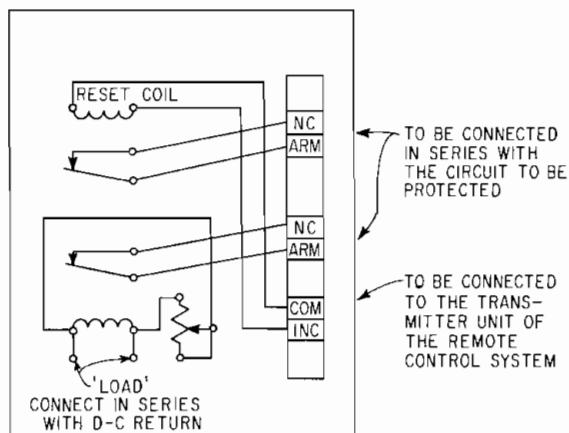 RESET COIL
NC
ARM
TO BE CONNECTED
IN SERIES WITH
THE CIRCUIT TO BE
PROTECTED
NC
ARM
COM
INC
TO BE CONNECTED
TO THE TRANS-
MITTER UNIT OF
THE REMOTE
CONTROL SYSTEM
'LOAD'
CONNECT IN SERIES
WITH D-C RETURN